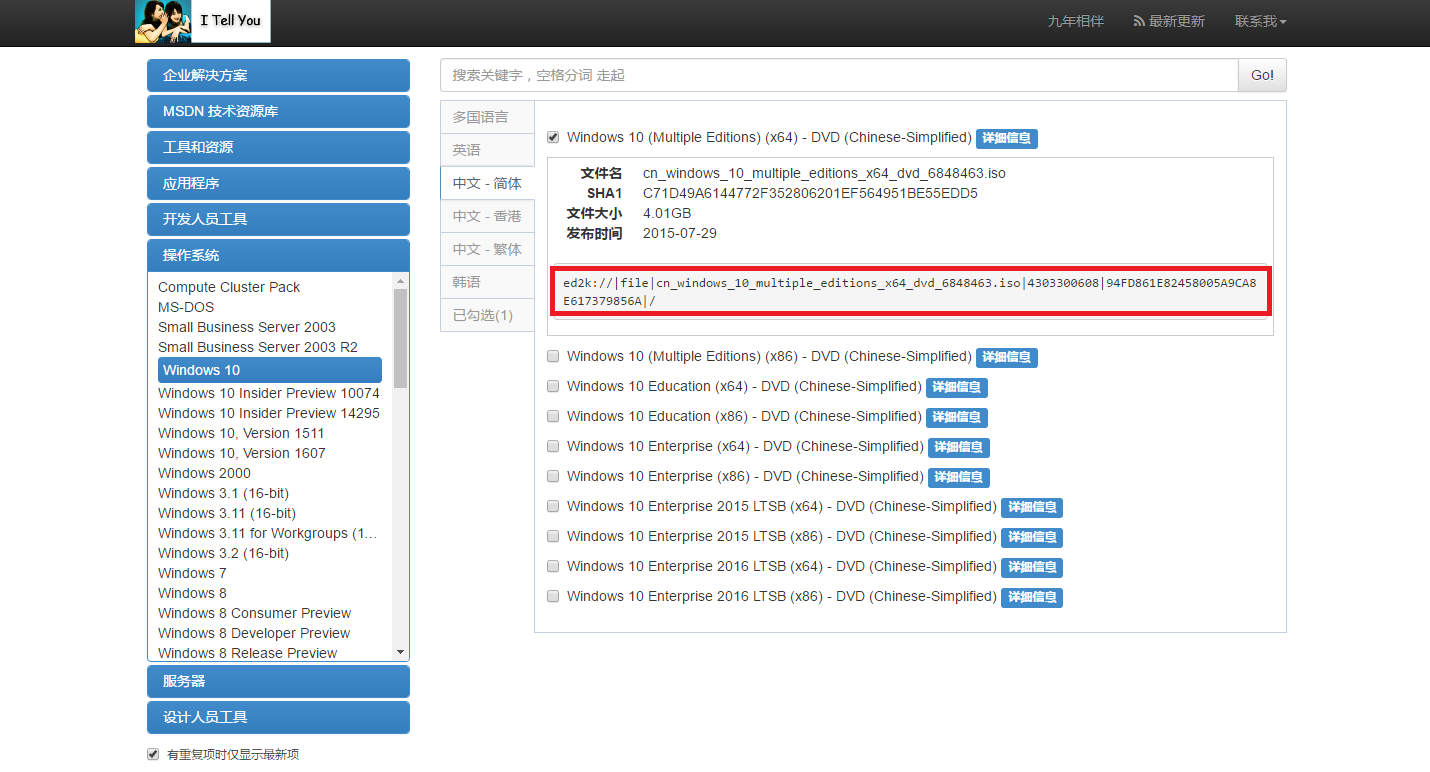 I Tell You
九年相伴
最新更新
联系我
企业解决方案
MSDN 技术资源库
工具和资源
应用程序
开发人员工具
操作系统
Compute Cluster Pack
MS-DOS
Small Business Server 2003
Small Business Server 2003 R2
Windows 10
Windows 10 Insider Preview 10074
Windows 10 Insider Preview 14295
Windows 10, Version 1511
Windows 10, Version 1607
Windows 2000
Windows 3.1 (16-bit)
Windows 3.11 (16-bit)
Windows 3.11 for Workgroups (1...
Windows 3.2 (16-bit)
Windows 7
Windows 8
Windows 8 Consumer Preview
Windows 8 Developer Preview
Windows 8 Release Preview
服务器
设计人员工具
有重复项时仅显示最新项
搜索关键字，空格分词 走起
Go!
多国语言
英语
中文 - 简体
中文 - 香港
中文 - 繁体
韩语
已勾选(1)
Windows 10 (Multiple Editions) (x64) - DVD (Chinese-Simplified) 详细信息
文件名 cn_windows_10_multiple_editions_x64_dvd_6848463.iso
SHA1 C71D49A6144772F352806201EF564951BE55EDD5
文件大小 4.01GB
发布时间 2015-07-29
ed2k://|file|cn_windows_10_multiple_editions_x64_dvd_6848463.iso|4303300608|94FD861E82458005A9CA8
E617379856A|/
Windows 10 (Multiple Editions) (x86) - DVD (Chinese-Simplified) 详细信息
Windows 10 Education (x64) - DVD (Chinese-Simplified) 详细信息
Windows 10 Education (x86) - DVD (Chinese-Simplified) 详细信息
Windows 10 Enterprise (x64) - DVD (Chinese-Simplified) 详细信息
Windows 10 Enterprise (x86) - DVD (Chinese-Simplified) 详细信息
Windows 10 Enterprise 2015 LTSB (x64) - DVD (Chinese-Simplified) 详细信息
Windows 10 Enterprise 2015 LTSB (x86) - DVD (Chinese-Simplified) 详细信息
Windows 10 Enterprise 2016 LTSB (x64) - DVD (Chinese-Simplified) 详细信息
Windows 10 Enterprise 2016 LTSB (x86) - DVD (Chinese-Simplified) 详细信息